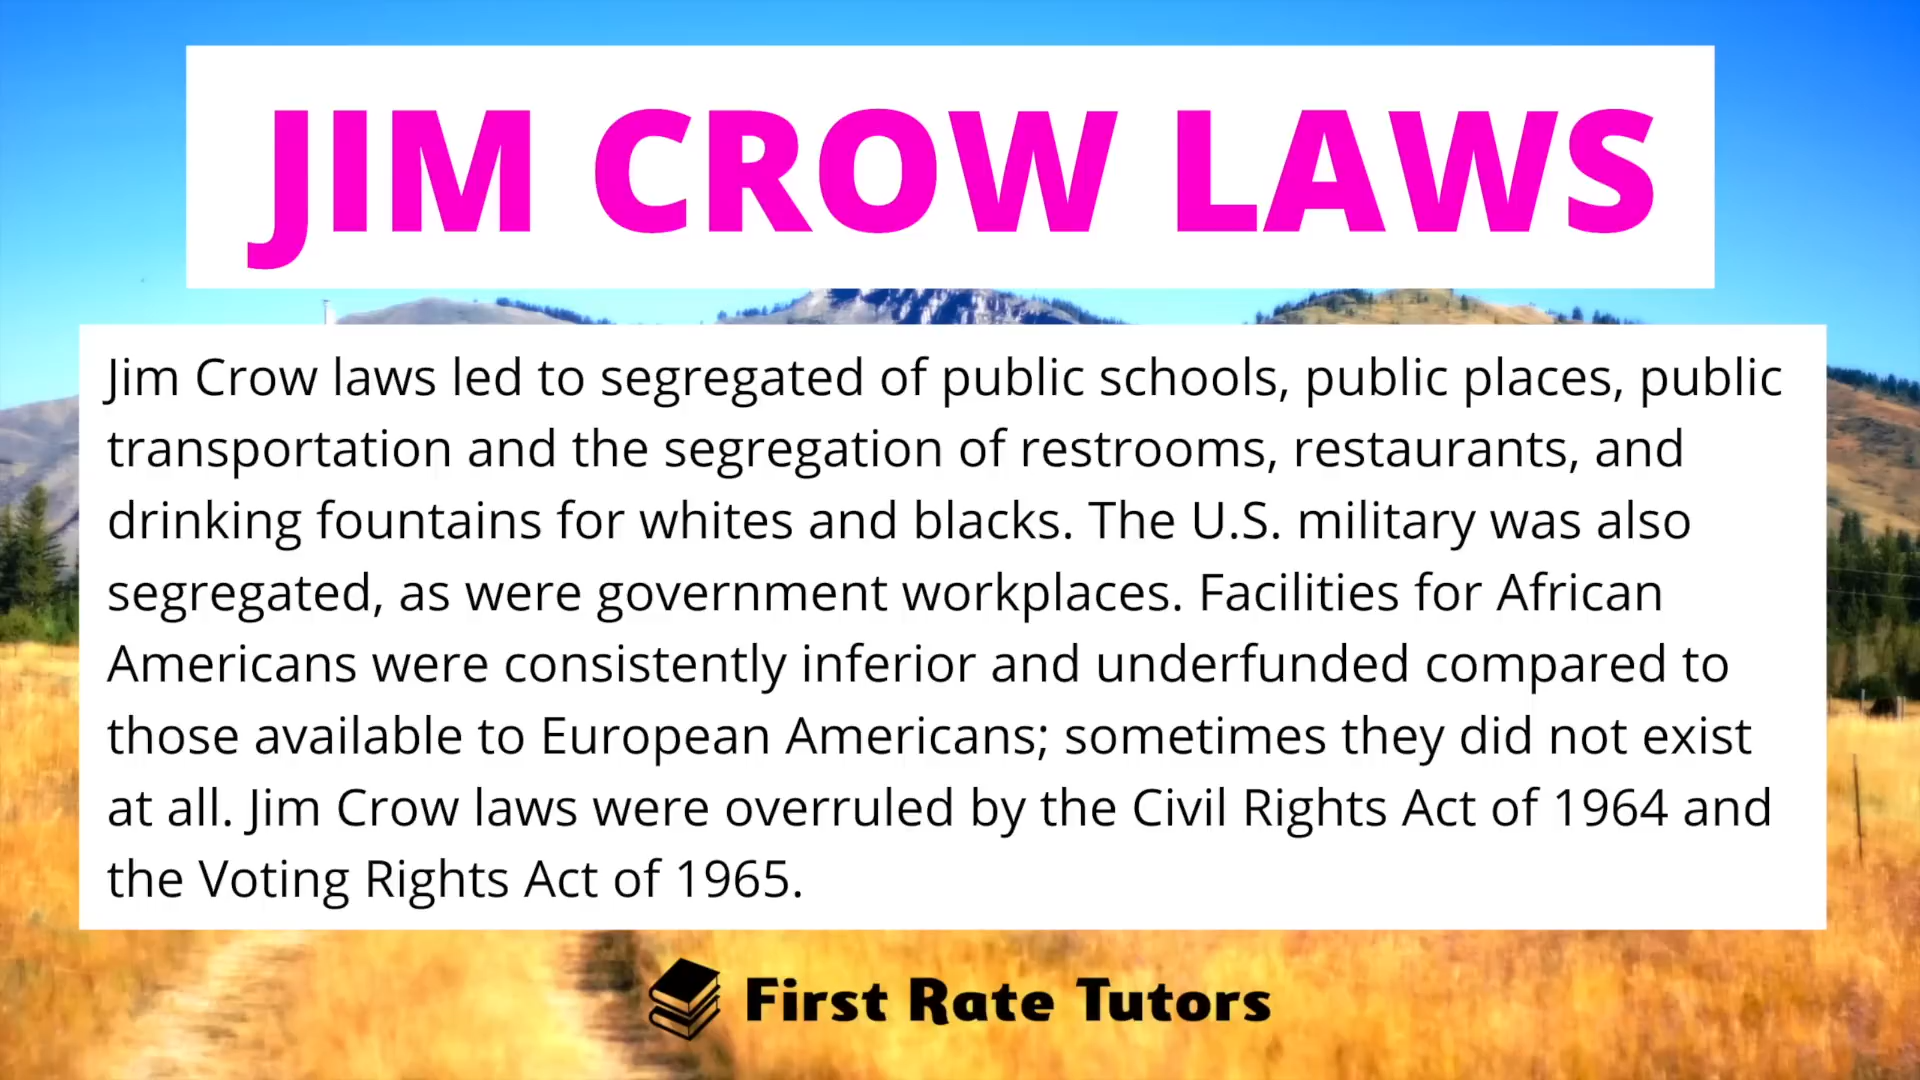 JIM CROW LAWS
Jim Crow laws led to segregated of public schools, public places, public
transportation and the segregation of restrooms, restaurants, and
drinking fountains for whites and blacks. The U.S. military was also
segregated, as were government workplaces. Facilities for African
Americans were consistently inferior and underfunded compared to
those available to European Americans; sometimes they did not exist
at all. Jim Crow laws were overruled by the Civil Rights Act of 1964 and
the Voting Rights Act of 1965.
First Rate Tutors